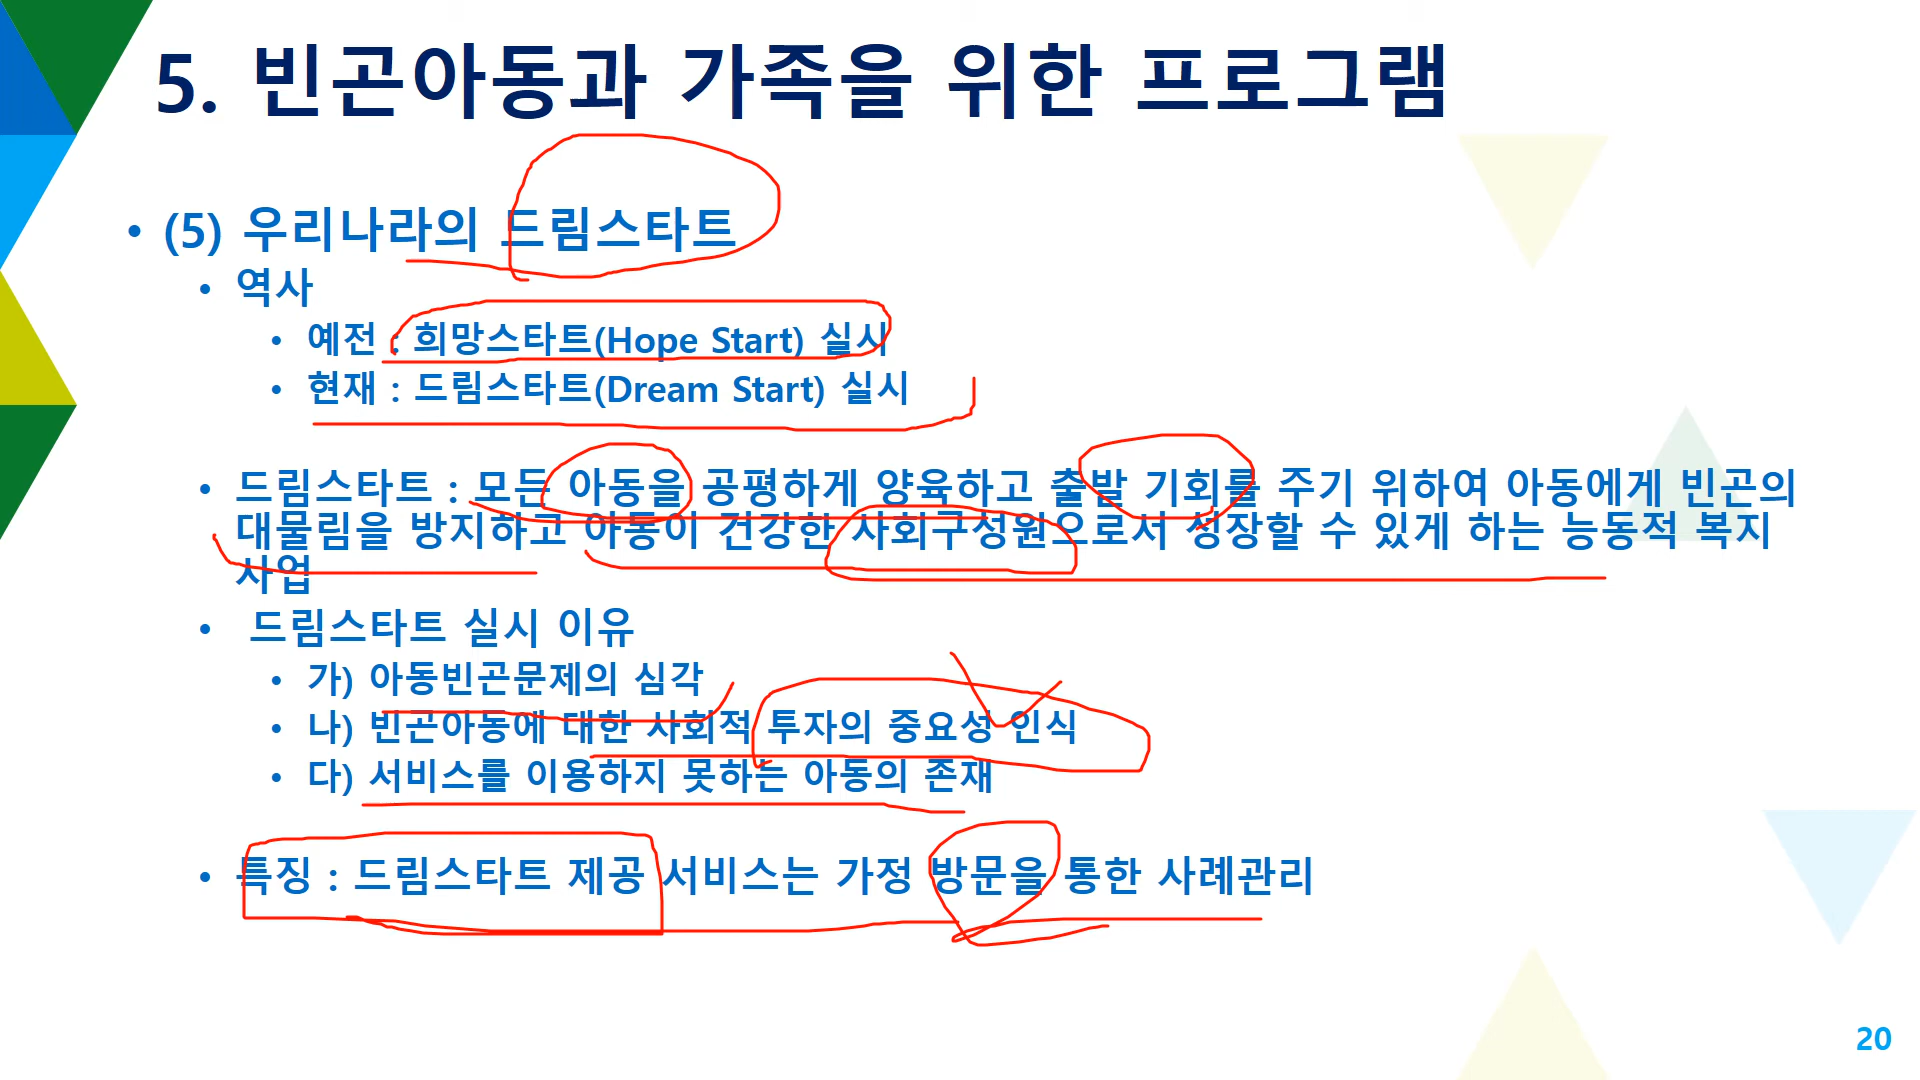 5. 빈곤아동과 가족을 위한 프로그램
• (5) 우리나라의 드림스타트
• 역사
• 예전 : 희망스타트(Hope Start) 실시
• 현재 : 드림스타트(Dream Start) 실시
• 드림스타트 : 모든 아동을 공평하게 양육하고 출발 기회를 주기 위하여 아동에게 빈곤의
대물림을 방지하고 아동이 건강한 사회구성원으로서 성장할 수 있게 하는 능동적 복지
사업
• 드림스타트 실시 이유
• 가) 아동빈곤문제의 심각
• 나) 빈곤아동에 대한 사회적 투자의 중요성 인식
• 다) 서비스를 이용하지 못하는 아동의 존재
• 특징 : 드림스타트 제공 서비스는 가정 방문을 통한 사례관리
20